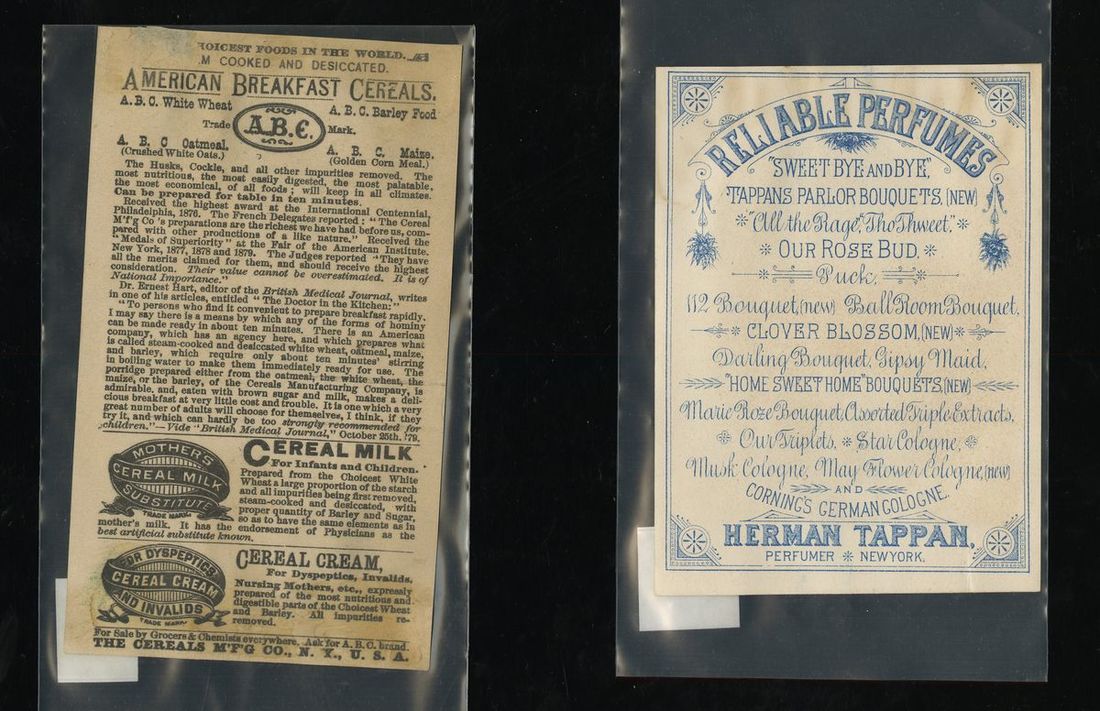 CHOICEST FOODS IN THE WORLD.
M COOKED AND DESICCATED.
AMERICAN BREAKFAST CEREALS.
A. B. C. White Wheat
A. B. C. Barley Food
Trade A.B.C. Mark.
A. B. C Oatmeal.
(Crushed White Oats.)
A. B. C. Maize.
(Golden Corn Meal.)
The Husks, Cockle, and all other impurities removed. The
most nutritious, the most easily digested, the most palatable,
the most economical, of all foods; will keep in all climates.
Can be prepared for table in ten minutes.
Received the highest award at the International Centennial,
Philadelphia, 1876. The French Delegates reported: "The Cereal
M'f'g Co 's preparations are the richest we have had before us, com-
pared with other productions of a like nature." Received the
"Medals of Superiority" at the Fair of the American Institute,
New York, 1877, 1878 and 1879. The Judges reported "They have
all the merits claimed for them, and should receive the highest
consideration. Their value cannot be overestimated. It is of
National Importance."
Dr. Ernest Hart, editor of the British Medical Journal, writes
in one of his articles, entitled "The Doctor in the Kitchen:"
"To persons who find it convenient to prepare breakfast rapidly,
I may say there is a means by which any of the forms of hominy
can be made ready in about ten minutes. There is an American
company, which has an agency here, and which prepares what
is called steam-cooked and desiccated white wheat, oatmeal, maize,
and barley, which require only about ten minutes' stirring
in boiling water to make them immediately ready for use. The
porridge prepared either from the oatmeal, the white wheat, the
maize, or the barley, of the Cereals Manufacturing Company, is
admirable, and, eaten with brown sugar and milk, makes a deli-
cious breakfast at very little cost and trouble. It is one which a very
great number of adults will choose for themselves, I think, if they
try it, and which can hardly be too strongly recommended for
children."—Vide "British Medical Journal," October 25th, '79.
MOTHER'S
CEREAL MILK
SUBSTITUTE
TRADE MARK.
CEREAL MILK
For Infants and Children.
Prepared from the Choicest White
Wheat a large proportion of the starch
and all impurities being first removed,
steam-cooked and desiccated, with
proper quantity of Barley and Sugar,
so as to have the same elements as in
mother's milk. It has the endorsement of Physicians as the
best artificial substitute known.
FOR DYSPEPTICS
CEREAL CREAM
AND INVALIDS
TRADE MARK.
CEREAL CREAM,
For Dyspeptics, Invalids,
Nursing Mothers, etc., expressly
prepared of the most nutritious and
digestible parts of the Choicest Wheat
and Barley. All impurities re-
moved.
For Sale by Grocers & Chemists everywhere. Ask for A. B. C. brand.
THE CEREALS M'F'G CO., N. Y., U. S. A.
RELIABLE PERFUMES
"SWEET BYE AND BYE",
TAPPANS PARLOR BOUQUETS, (NEW)
"All the Rage", "Tho Thweet."
OUR ROSE BUD.
Puck,
112 Bouquet, (new) Ball Room Bouquet.
CLOVER BLOSSOM, (NEW)
Darling Bouquet, Gipsy Maid,
"HOME SWEET HOME" BOUQUETS, (NEW)
Marie Roze Bouquet, Assorted Triple Extracts,
Our Triplets. Star Cologne,
Musk Cologne, May Flower Cologne, (new)
AND
CORNING'S GERMAN COLOGNE.
HERMAN TAPPAN,
PERFUMER NEW YORK.